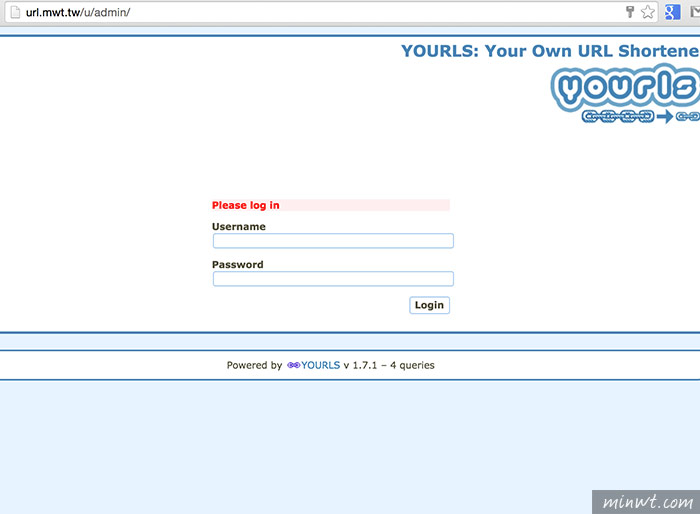 url.mwt.tw/u/admin/
YOURLS: Your Own URL Shortene
yourls
Please log in
Username
Password
Login
Powered by YOURLS v 1.7.1 – 4 queries
minwt.com